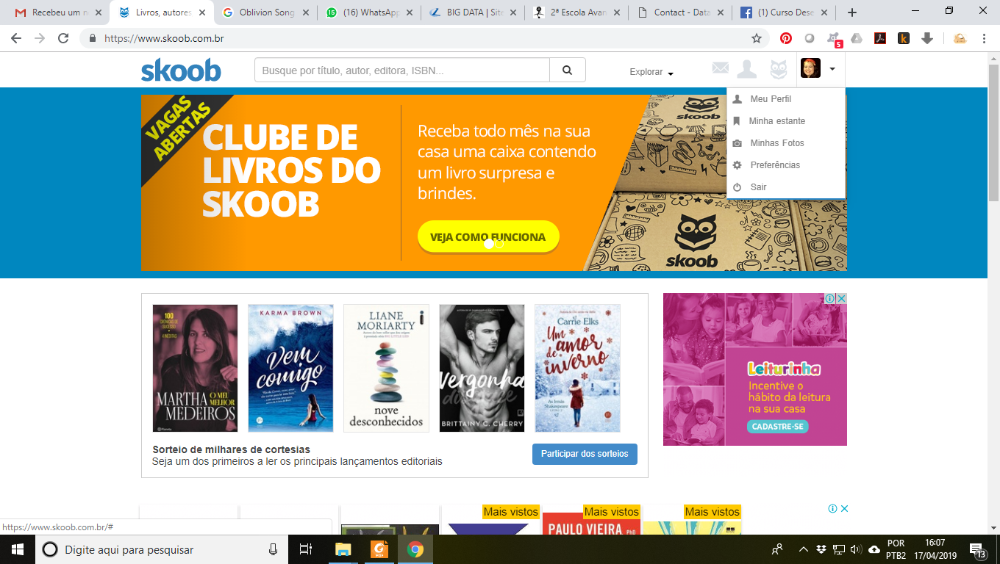 Recebeu um n
Livros, autores
Oblivion Song
(16) WhatsApp
BIG DATA | Site
2ª Escola Avan
Contact - Data
(1) Curso Dese
https://www.skoob.com.br
5
skoob
Busque por título, autor, editora, ISBN...
Explorar
Meu Perfil
Minha estante
Minhas Fotos
Preferências
Sair
VAGAS
ABERTAS
CLUBE DE
LIVROS DO
SKOOB
Receba todo mês na sua
casa uma caixa contendo
um livro surpresa e
brindes.
VEJA COMO FUNCIONA
skoob
skoob
100
CRÔNICAS DE
SUCESSO
MARTHA
O MEU
MELHOR
MEDEIROS
Planeta
KARMA BROWN
Vem
comigo
LIANE
MORIARTY
nove
desconhecidos
Vergonha
BRITTAINY C. CHERRY
Carrie Elks
Um
amor
de
inverno
As Irmãs
Shakespeare
Leiturinha
Incentive o
hábito da leitura
na sua casa
CADASTRE-SE
Sorteio de milhares de cortesias
Seja um dos primeiros a ler os principais lançamentos editoriais
Participar dos sorteios
Mais vistos
Mais vistos
Mais vistos
PAULO VIEIRA PhD
https://www.skoob.com.br/#
Digite aqui para pesquisar
POR
PTB2
16:07
17/04/2019
13